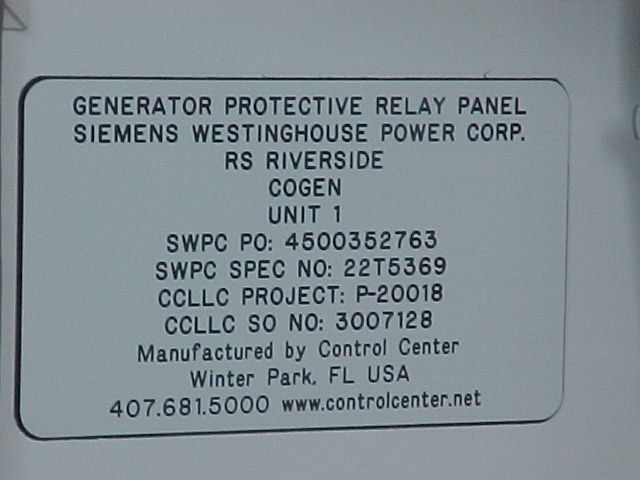 GENERATOR PROTECTIVE RELAY PANEL
SIEMENS WESTINGHOUSE POWER CORP.
RS RIVERSIDE
COGEN
UNIT 1
SWPC PO: 4500352763
SWPC SPEC NO: 22T5369
CCLLC PROJECT: P-20018
CCLLC SO NO: 3007128
Manufactured by Control Center
Winter Park, FL USA
407.681.5000 www.controlcenter.net